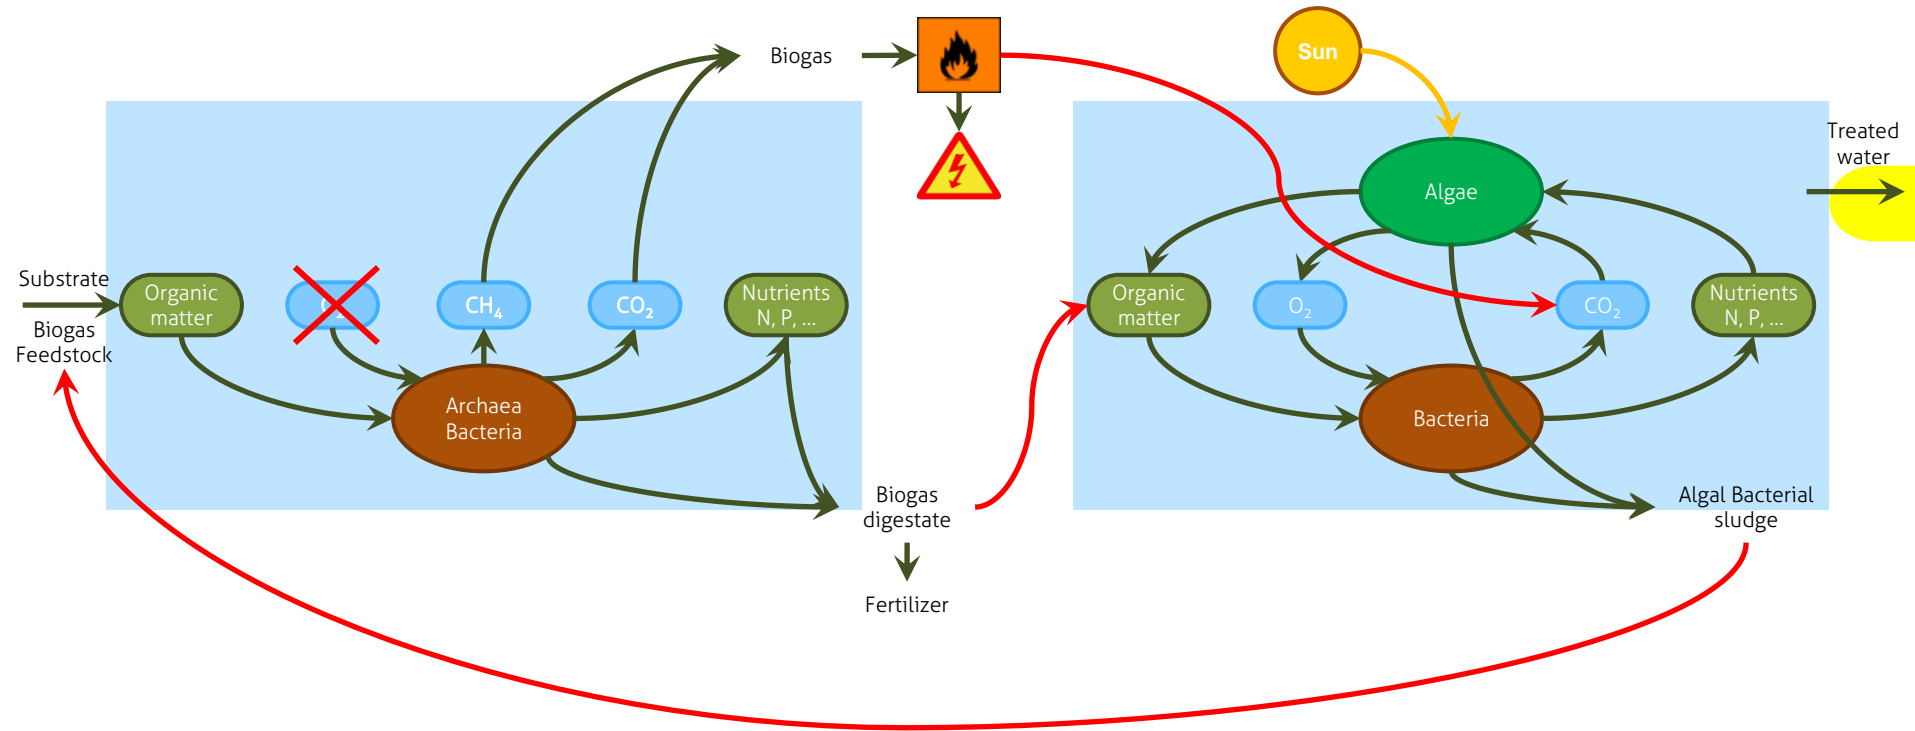 Biogas
Sun
Treated
water
Algae
Substrate
Biogas
Feedstock
Organic
matter
CH₄
CO₂
Nutrients
N, P, ...
Archaea
Bacteria
Organic
matter
O₂
CO₂
Nutrients
N, P, ...
Bacteria
Biogas
digestate
Fertilizer
Algal Bacterial
sludge